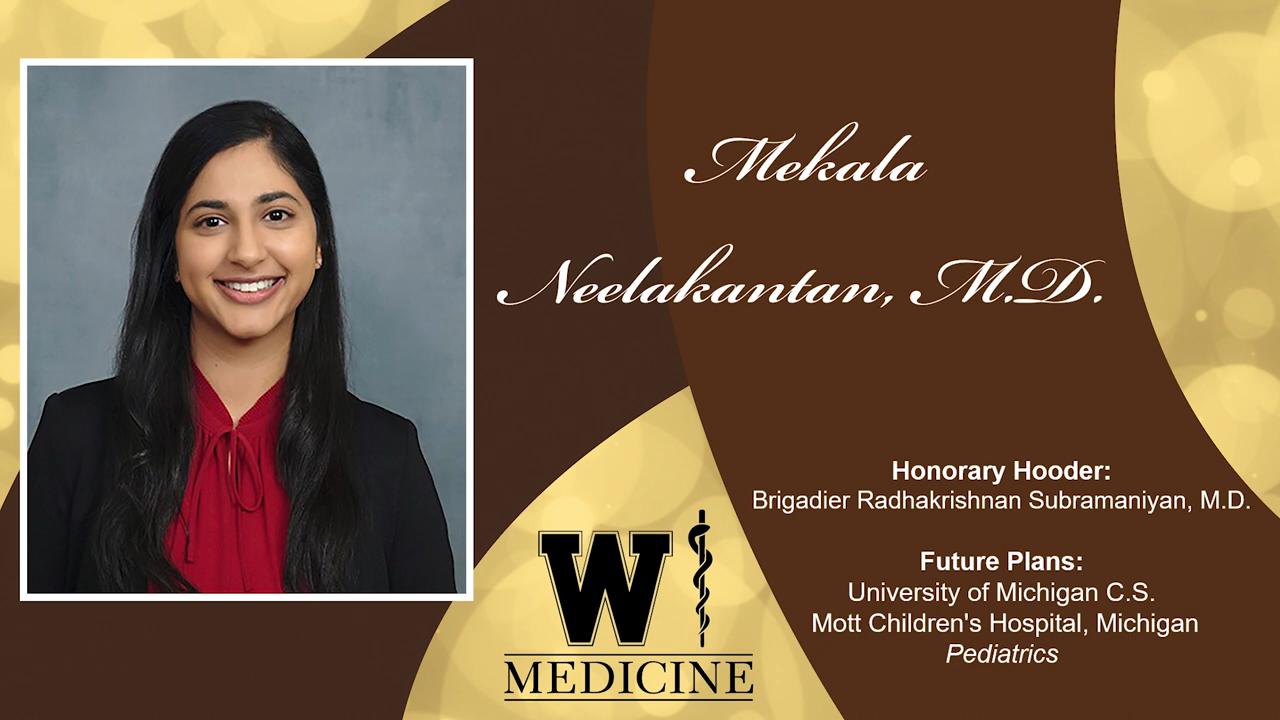 Mekala
Neelakantan, M.D.
Honorary Hooder:
Brigadier Radhakrishnan Subramaniyan, M.D.
Future Plans:
University of Michigan C.S.
Mott Children's Hospital, Michigan
Pediatrics
W
MEDICINE